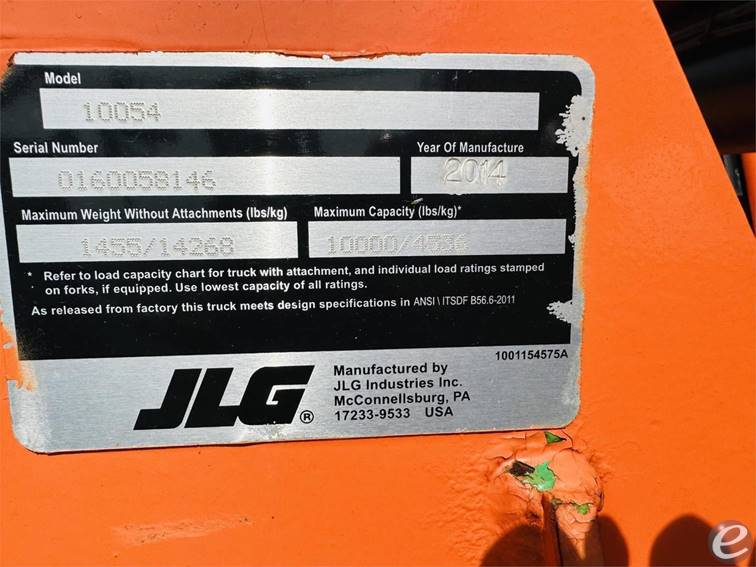 Model
10054
Serial Number
0160058146
Year Of Manufacture
2014
Maximum Weight Without Attachments (lbs/kg)
1455/14268
Maximum Capacity (lbs/kg)*
10000/4536
* Refer to load capacity chart for truck with attachment, and individual load ratings stamped
on forks, if equipped. Use lowest capacity of all ratings.
As released from factory this truck meets design specifications in ANSI \ ITSDF B56.6-2011
1001154575A
JLG®
Manufactured by
JLG Industries Inc.
McConnellsburg, PA
17233-9533 USA
e